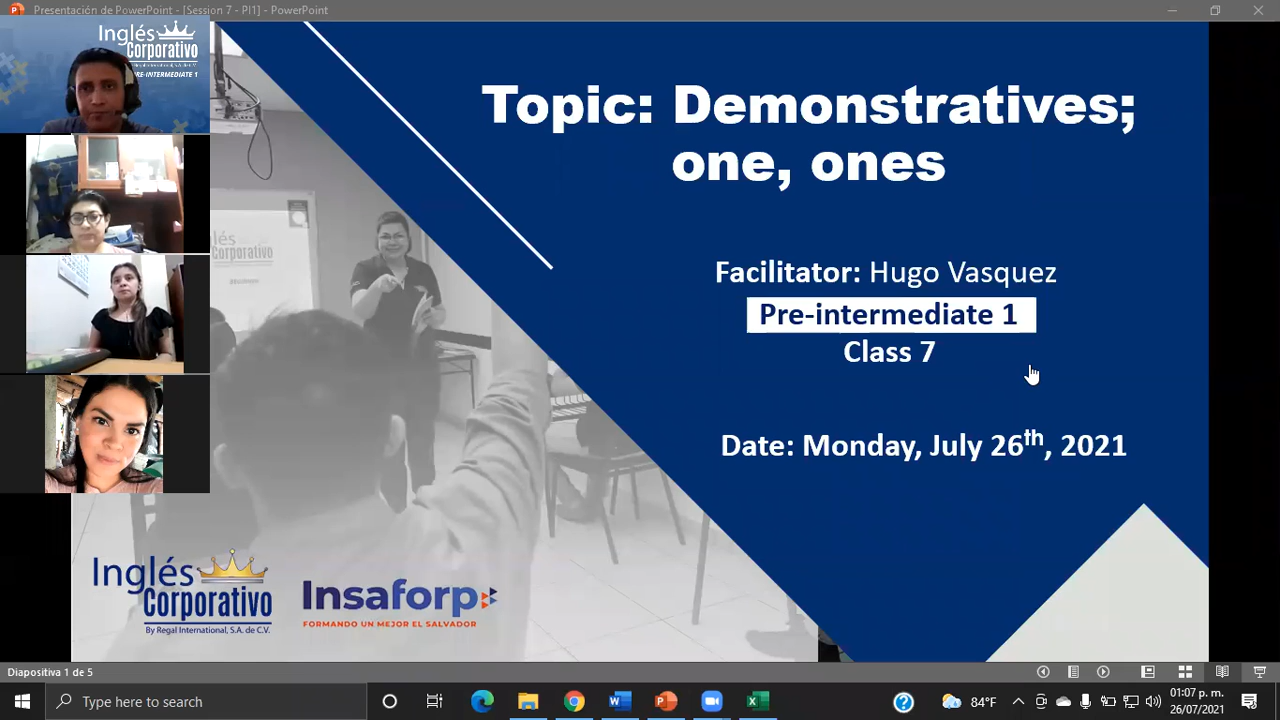 Presentación de PowerPoint - [Session 7 - PI1] - PowerPoint
Inglés
Corporativo
PRE-INTERMEDIATE 1
Topic: Demonstratives;
one, ones
Facilitator: Hugo Vasquez
Pre-intermediate 1
Class 7
Date: Monday, July 26th, 2021
Inglés
Corporativo
By Regal International, S.A. de C.V.
Insaforp
FORMANDO UN MEJOR EL SALVADOR
Diapositiva 1 de 5
Type here to search
84°F
01:07 p. m.
26/07/2021